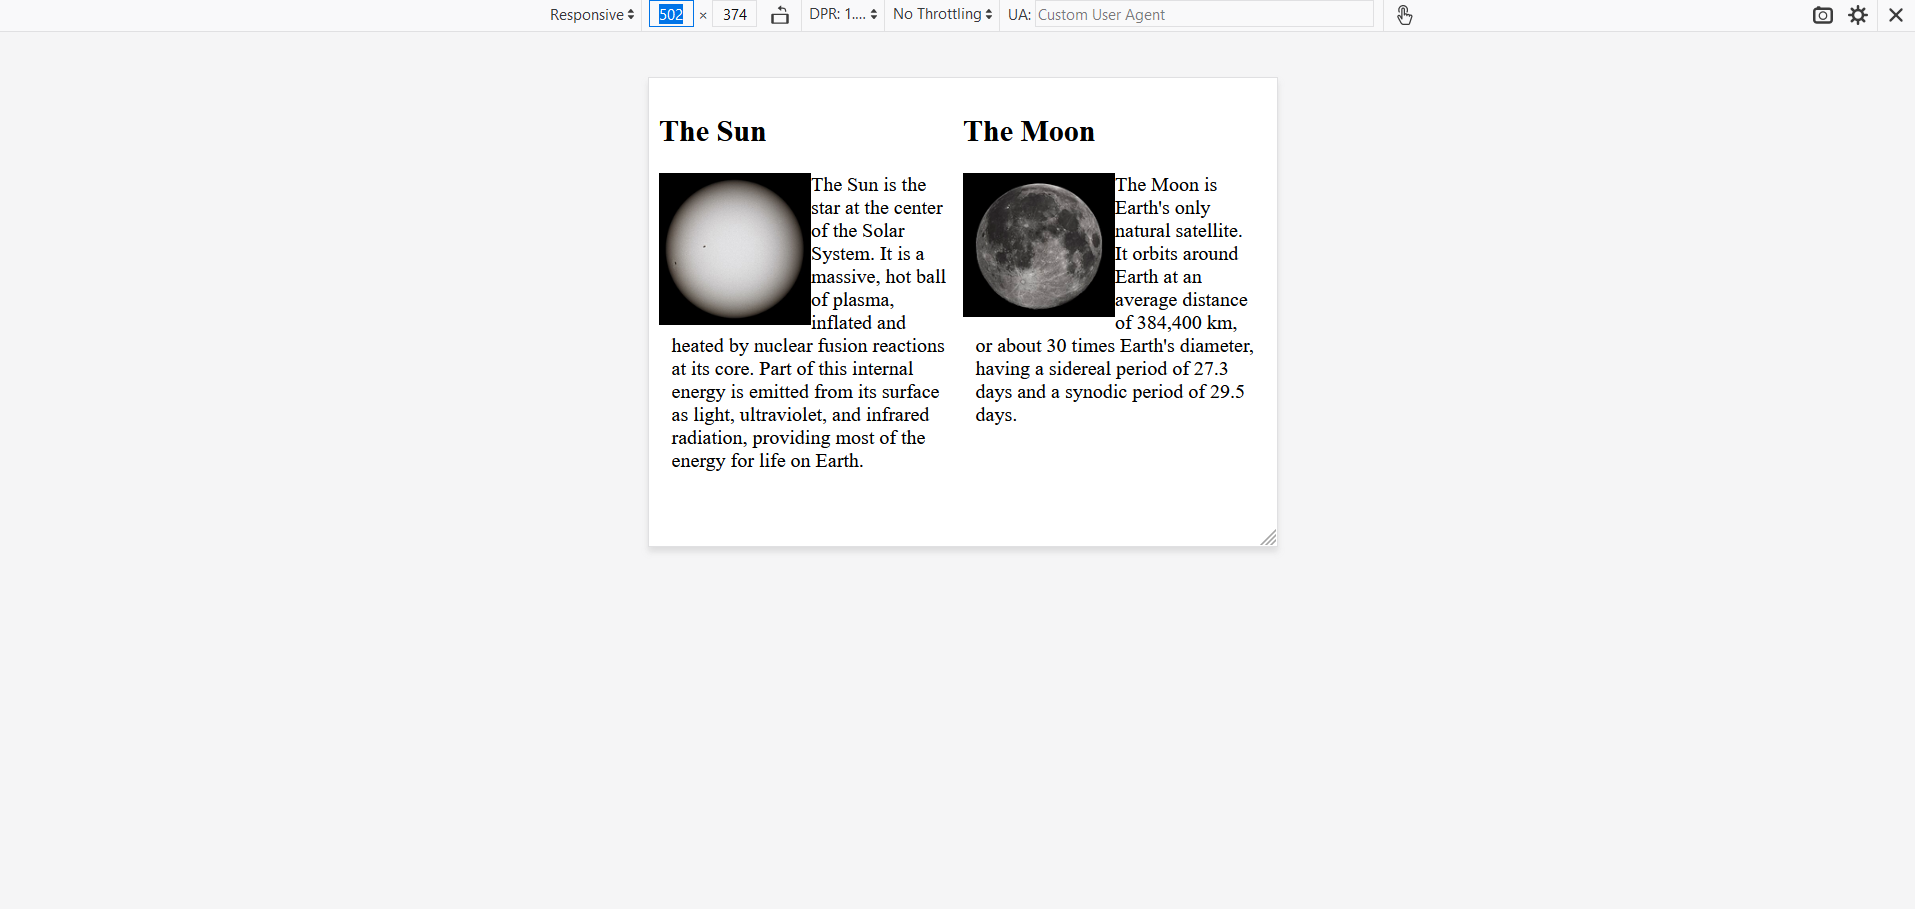 Responsive 502 × 374 DPR: 1.... No Throttling UA: Custom User Agent
The Sun
The Sun is the
star at the center
of the Solar
System. It is a
massive, hot ball
of plasma,
inflated and
heated by nuclear fusion reactions
at its core. Part of this internal
energy is emitted from its surface
as light, ultraviolet, and infrared
radiation, providing most of the
energy for life on Earth.
The Moon
The Moon is
Earth's only
natural satellite.
It orbits around
Earth at an
average distance
of 384,400 km,
or about 30 times Earth's diameter,
having a sidereal period of 27.3
days and a synodic period of 29.5
days.